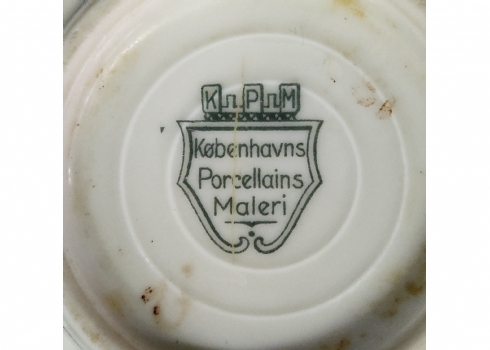 KPM
Københavns
Porcellains
Maleri